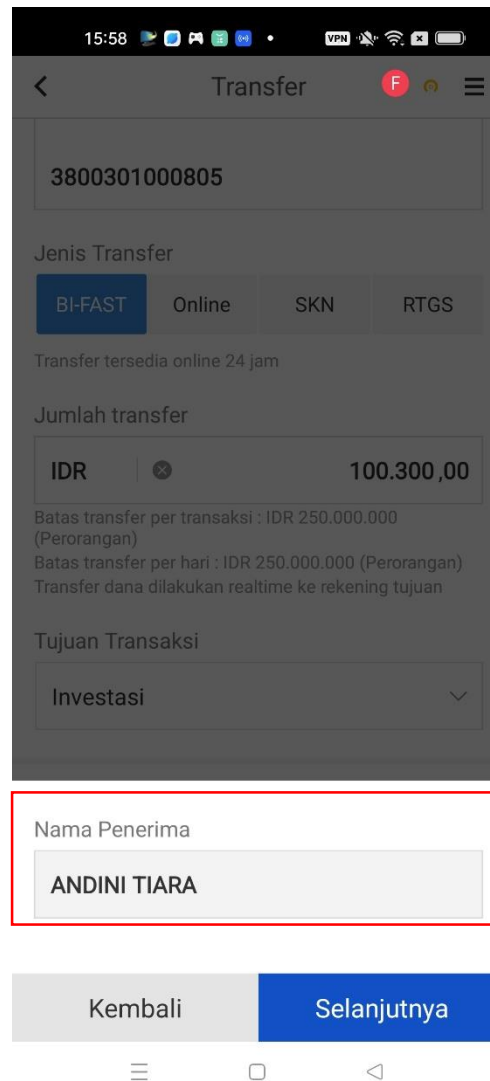 15:58
VPN
Transfer
F
3800301000805
Jenis Transfer
BI-FAST Online SKN RTGS
Transfer tersedia online 24 jam
Jumlah transfer
IDR 100.300,00
Batas transfer per transaksi : IDR 250.000.000
(Perorangan)
Batas transfer per hari : IDR 250.000.000 (Perorangan)
Transfer dana dilakukan realtime ke rekening tujuan
Tujuan Transaksi
Investasi
Nama Penerima
ANDINI TIARA
Kembali Selanjutnya